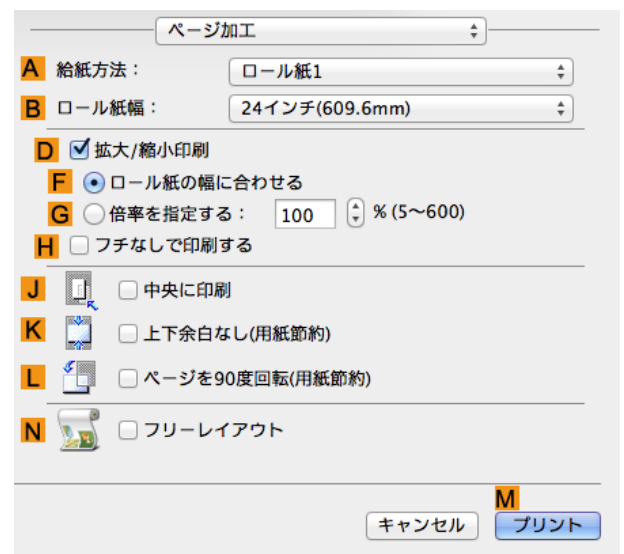 ページ加工
A 給紙方法： ロール紙1
B ロール紙幅： 24インチ(609.6mm)
D 拡大/縮小印刷
F ロール紙の幅に合わせる
G 倍率を指定する： 100 % (5〜600)
H フチなしで印刷する
J 中央に印刷
K 上下余白なし(用紙節約)
L ページを90度回転(用紙節約)
N フリーレイアウト
M
キャンセル プリント